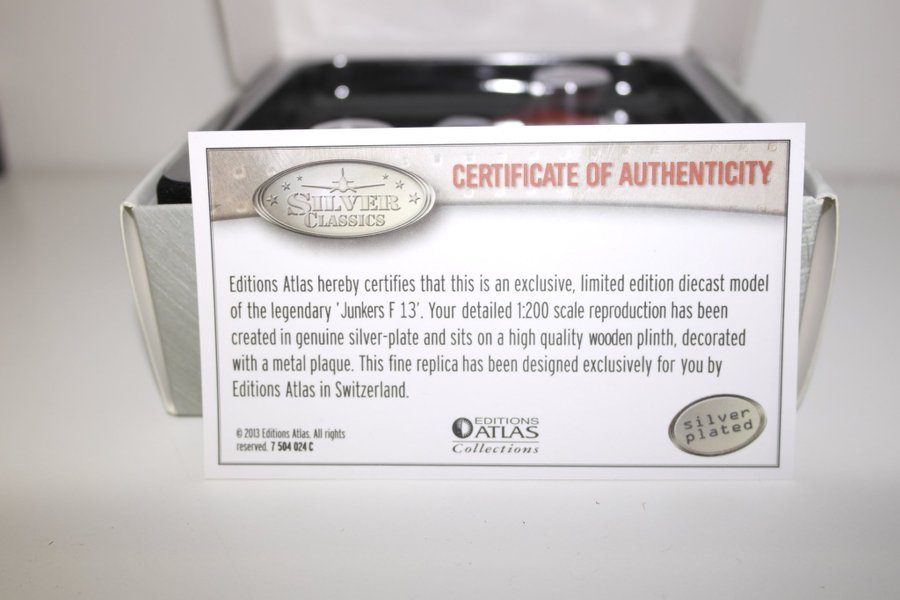 SILVER
CLASSICS
CERTIFICATE OF AUTHENTICITY
Editions Atlas hereby certifies that this is an exclusive, limited edition diecast model
of the legendary 'Junkers F 13'. Your detailed 1:200 scale reproduction has been
created in genuine silver-plate and sits on a high quality wooden plinth, decorated
with a metal plaque. This fine replica has been designed exclusively for you by
Editions Atlas in Switzerland.
© 2013 Editions Atlas. All rights
reserved. 7 504 024 C
EDITIONS
ATLAS
Collections
silver
plated